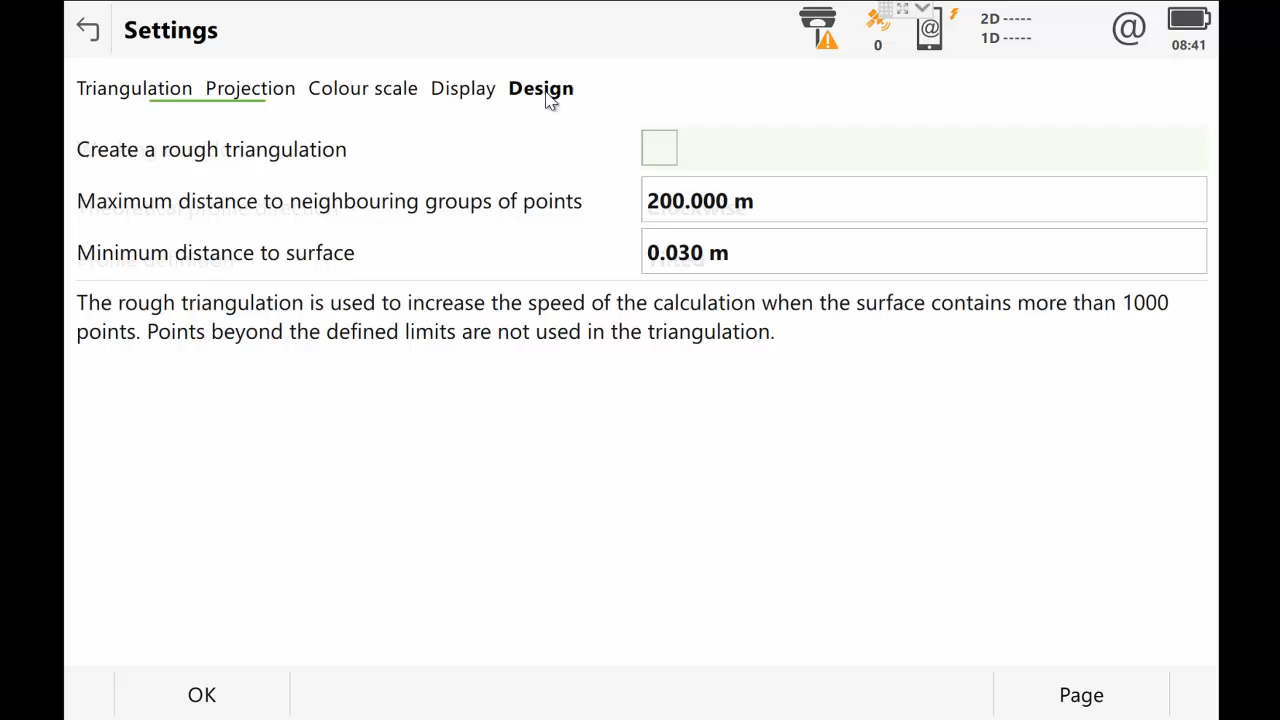 Settings
0
@
2D -----
1D -----
@
08:41
Triangulation Projection Colour scale Display Design
Create a rough triangulation
Maximum distance to neighbouring groups of points 200.000 m
Minimum distance to surface 0.030 m
The rough triangulation is used to increase the speed of the calculation when the surface contains more than 1000
points. Points beyond the defined limits are not used in the triangulation.
OK Page